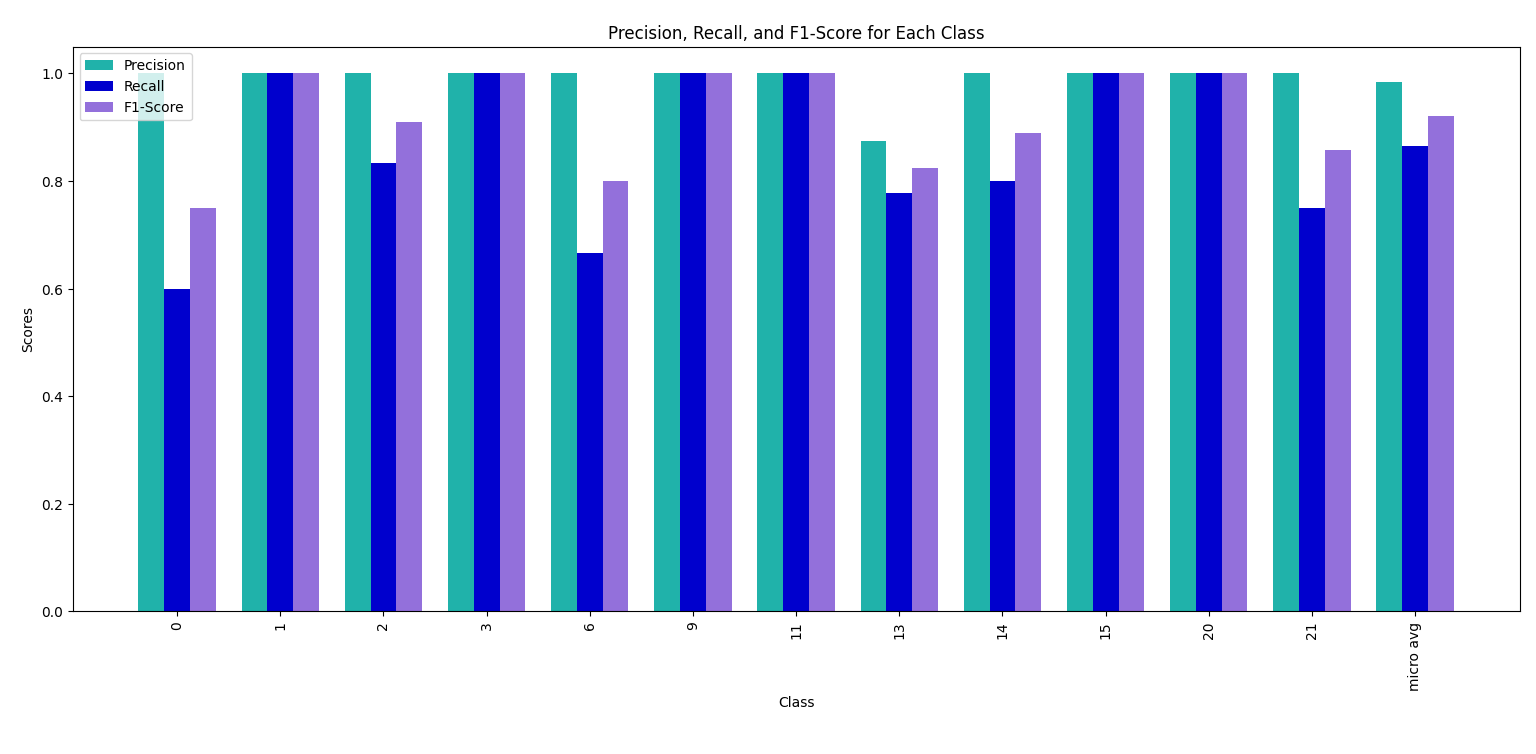 Precision, Recall, and F1-Score for Each Class
Precision
Recall
F1-Score
1.0
0.8
0.6
0.4
0.2
0.0
Scores
0 1 2 3 6 9 11 13 14 15 20 21 micro avg
Class